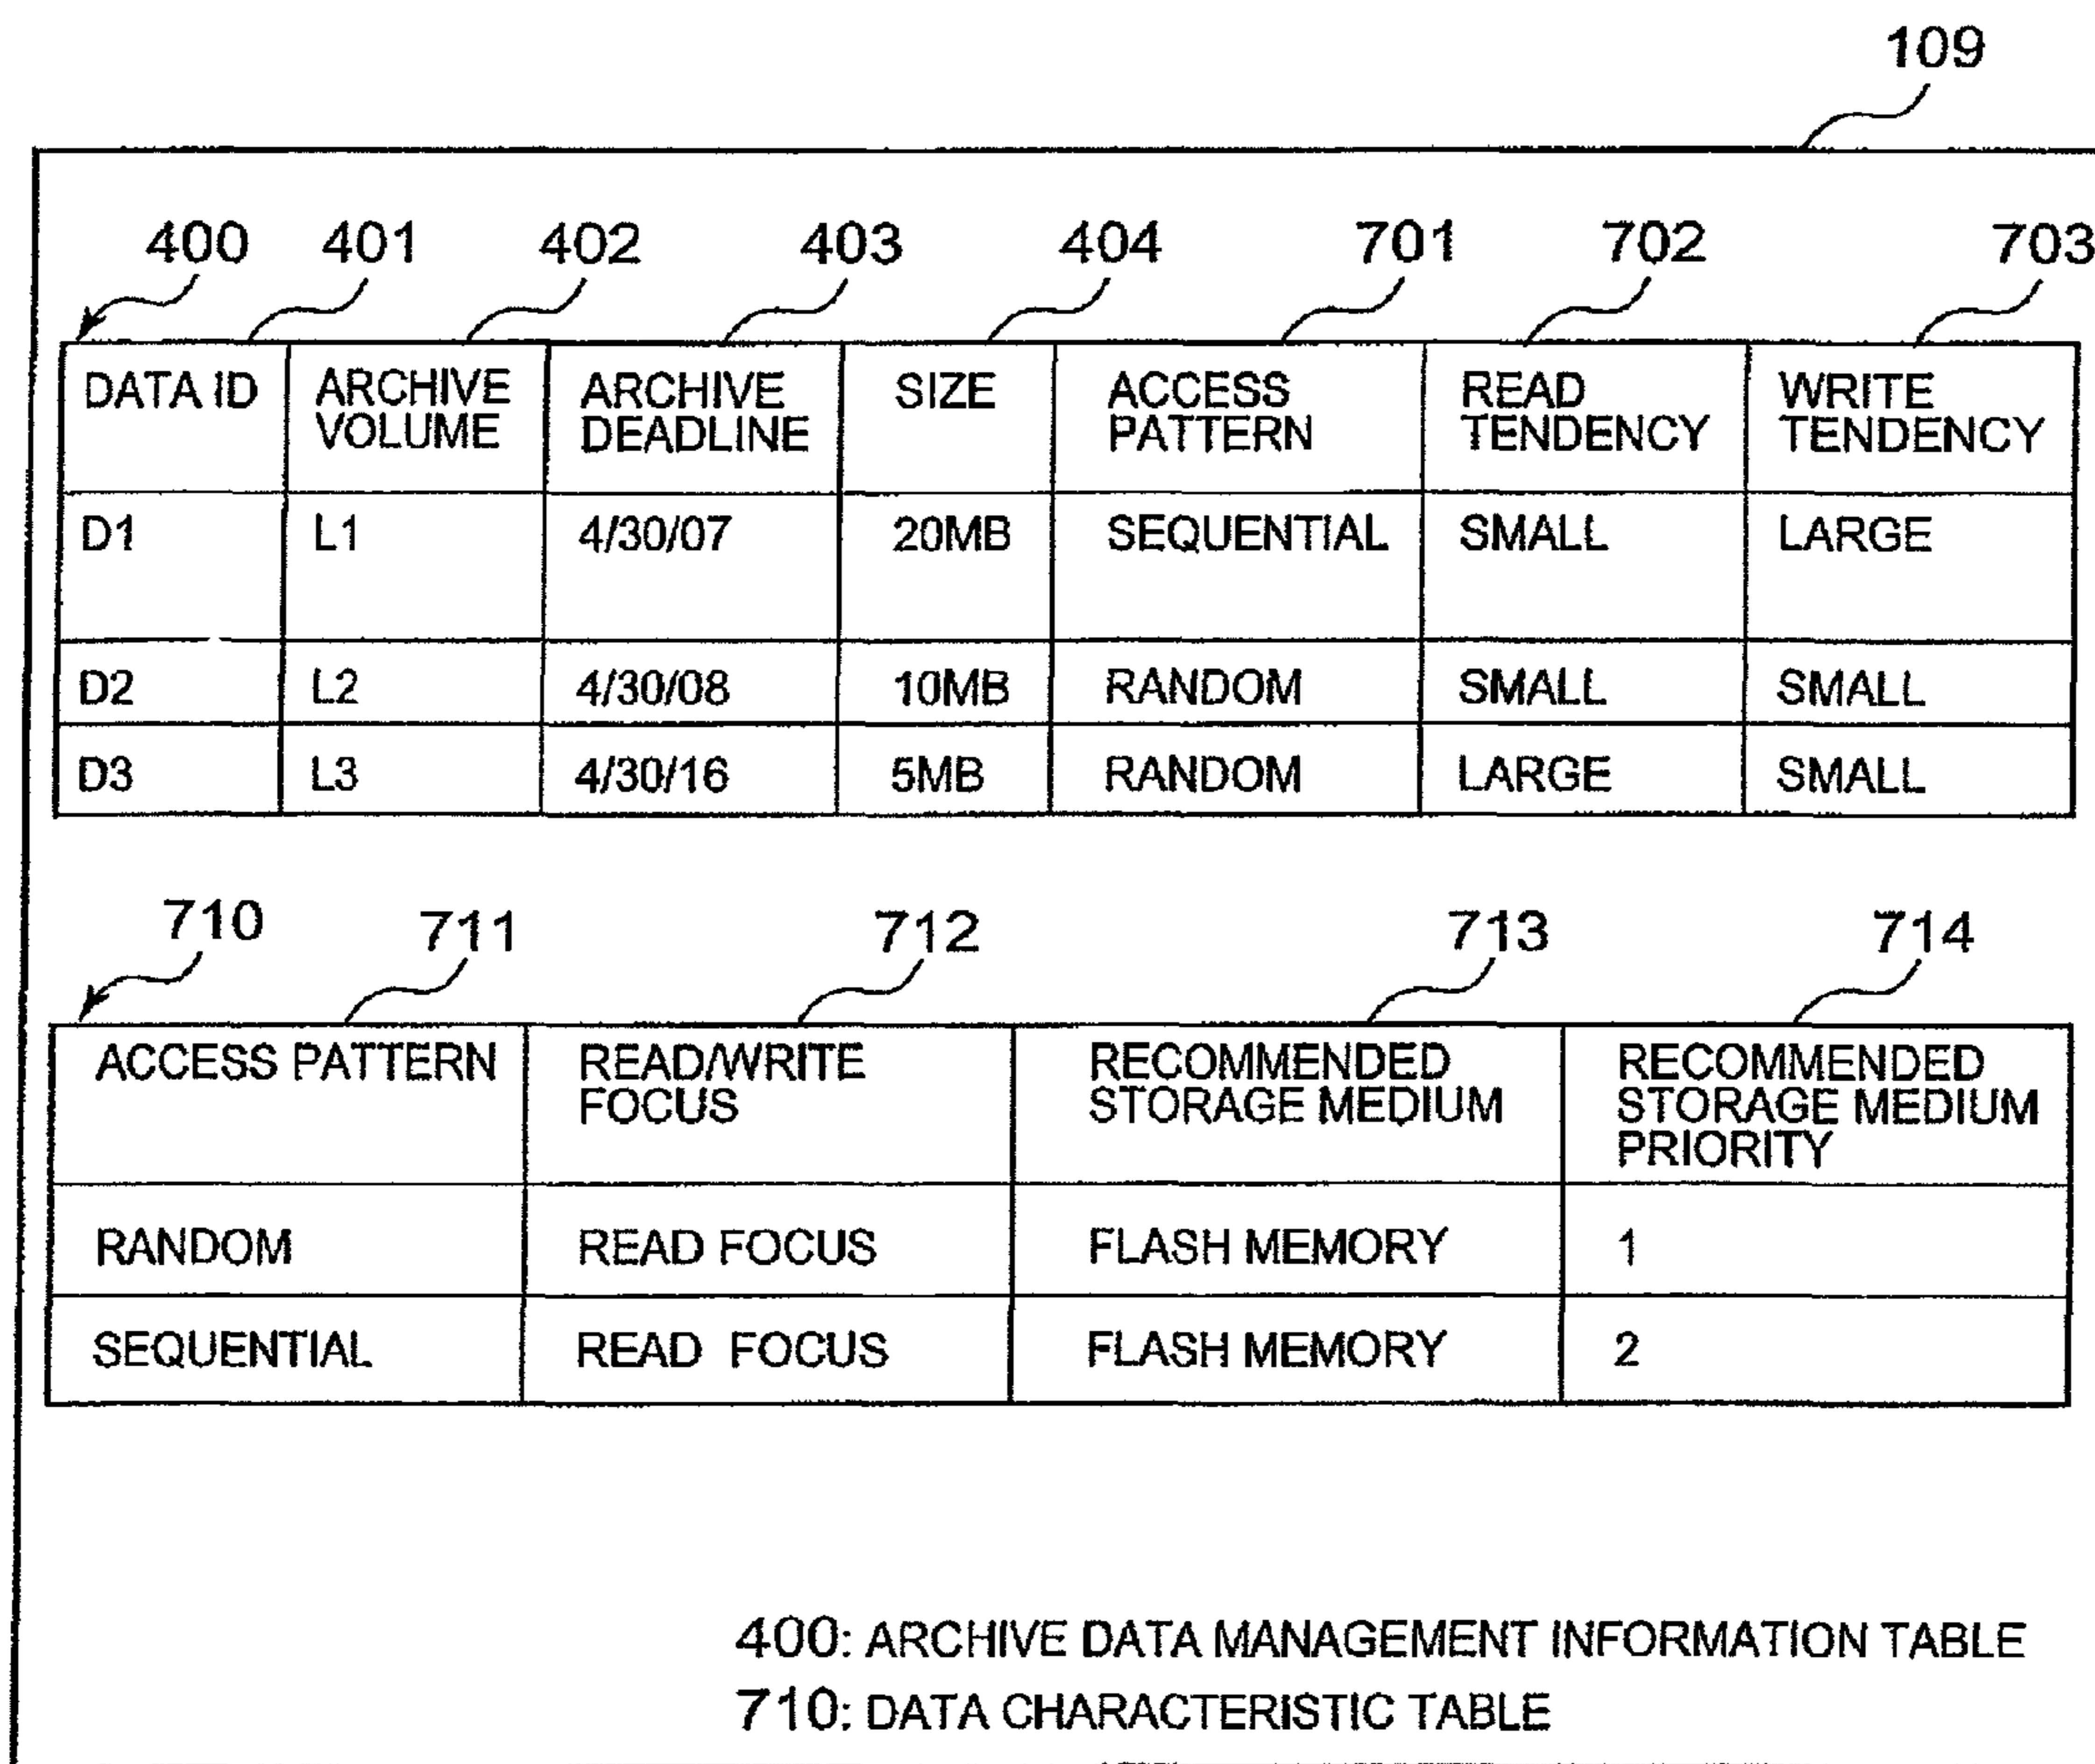 109
400 401 402 403 404 701 702 703
DATA ID ARCHIVE VOLUME ARCHIVE DEADLINE SIZE ACCESS PATTERN READ TENDENCY WRITE TENDENCY
D1 L1 4/30/07 20MB SEQUENTIAL SMALL LARGE
D2 L2 4/30/08 10MB RANDOM SMALL SMALL
D3 L3 4/30/16 5MB RANDOM LARGE SMALL
710 711 712 713 714
ACCESS PATTERN READ/WRITE FOCUS RECOMMENDED STORAGE MEDIUM RECOMMENDED STORAGE MEDIUM PRIORITY
RANDOM READ FOCUS FLASH MEMORY 1
SEQUENTIAL READ FOCUS FLASH MEMORY 2
400: ARCHIVE DATA MANAGEMENT INFORMATION TABLE
710: DATA CHARACTERISTIC TABLE